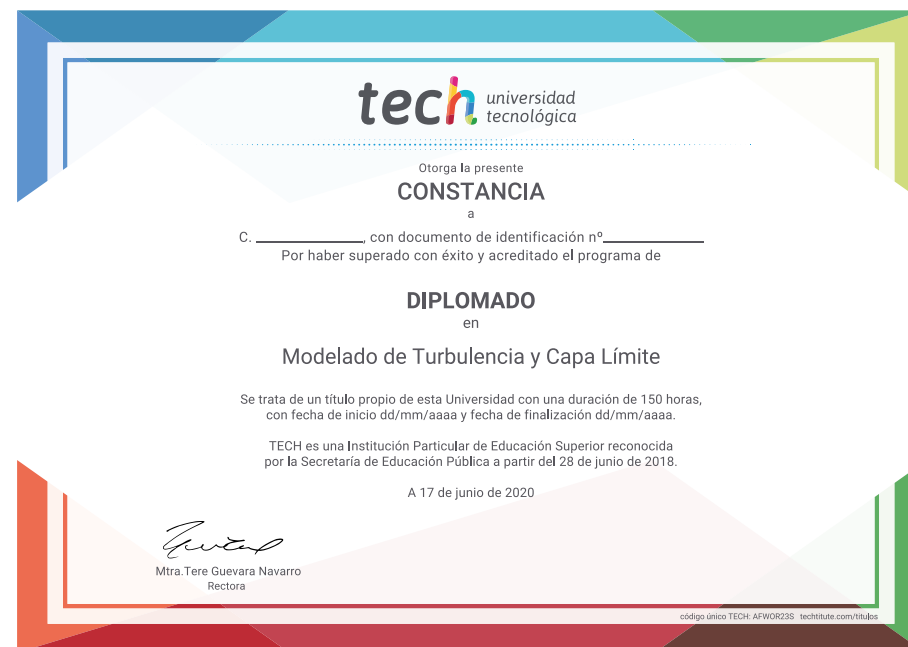 tech universidad
tecnológica
Otorga la presente
CONSTANCIA
a
C. ____________, con documento de identificación nº____________
Por haber superado con éxito y acreditado el programa de
DIPLOMADO
en
Modelado de Turbulencia y Capa Límite
Se trata de un título propio de esta Universidad con una duración de 150 horas,
con fecha de inicio dd/mm/aaaa y fecha de finalización dd/mm/aaaa.
TECH es una Institución Particular de Educación Superior reconocida
por la Secretaría de Educación Pública a partir del 28 de junio de 2018.
A 17 de junio de 2020
Mtra.Tere Guevara Navarro
Rectora
código único TECH: AFWOR23S techtitute.com/titulos